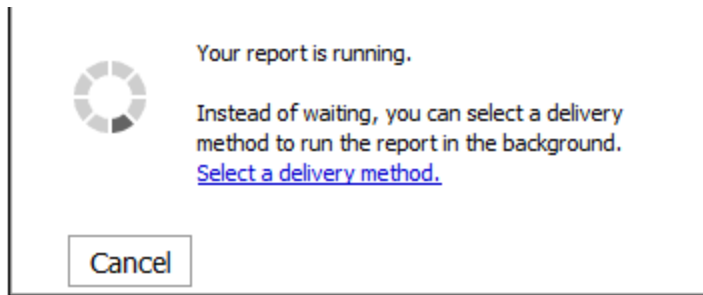 Your report is running.
Instead of waiting, you can select a delivery
method to run the report in the background.
Select a delivery method.
Cancel